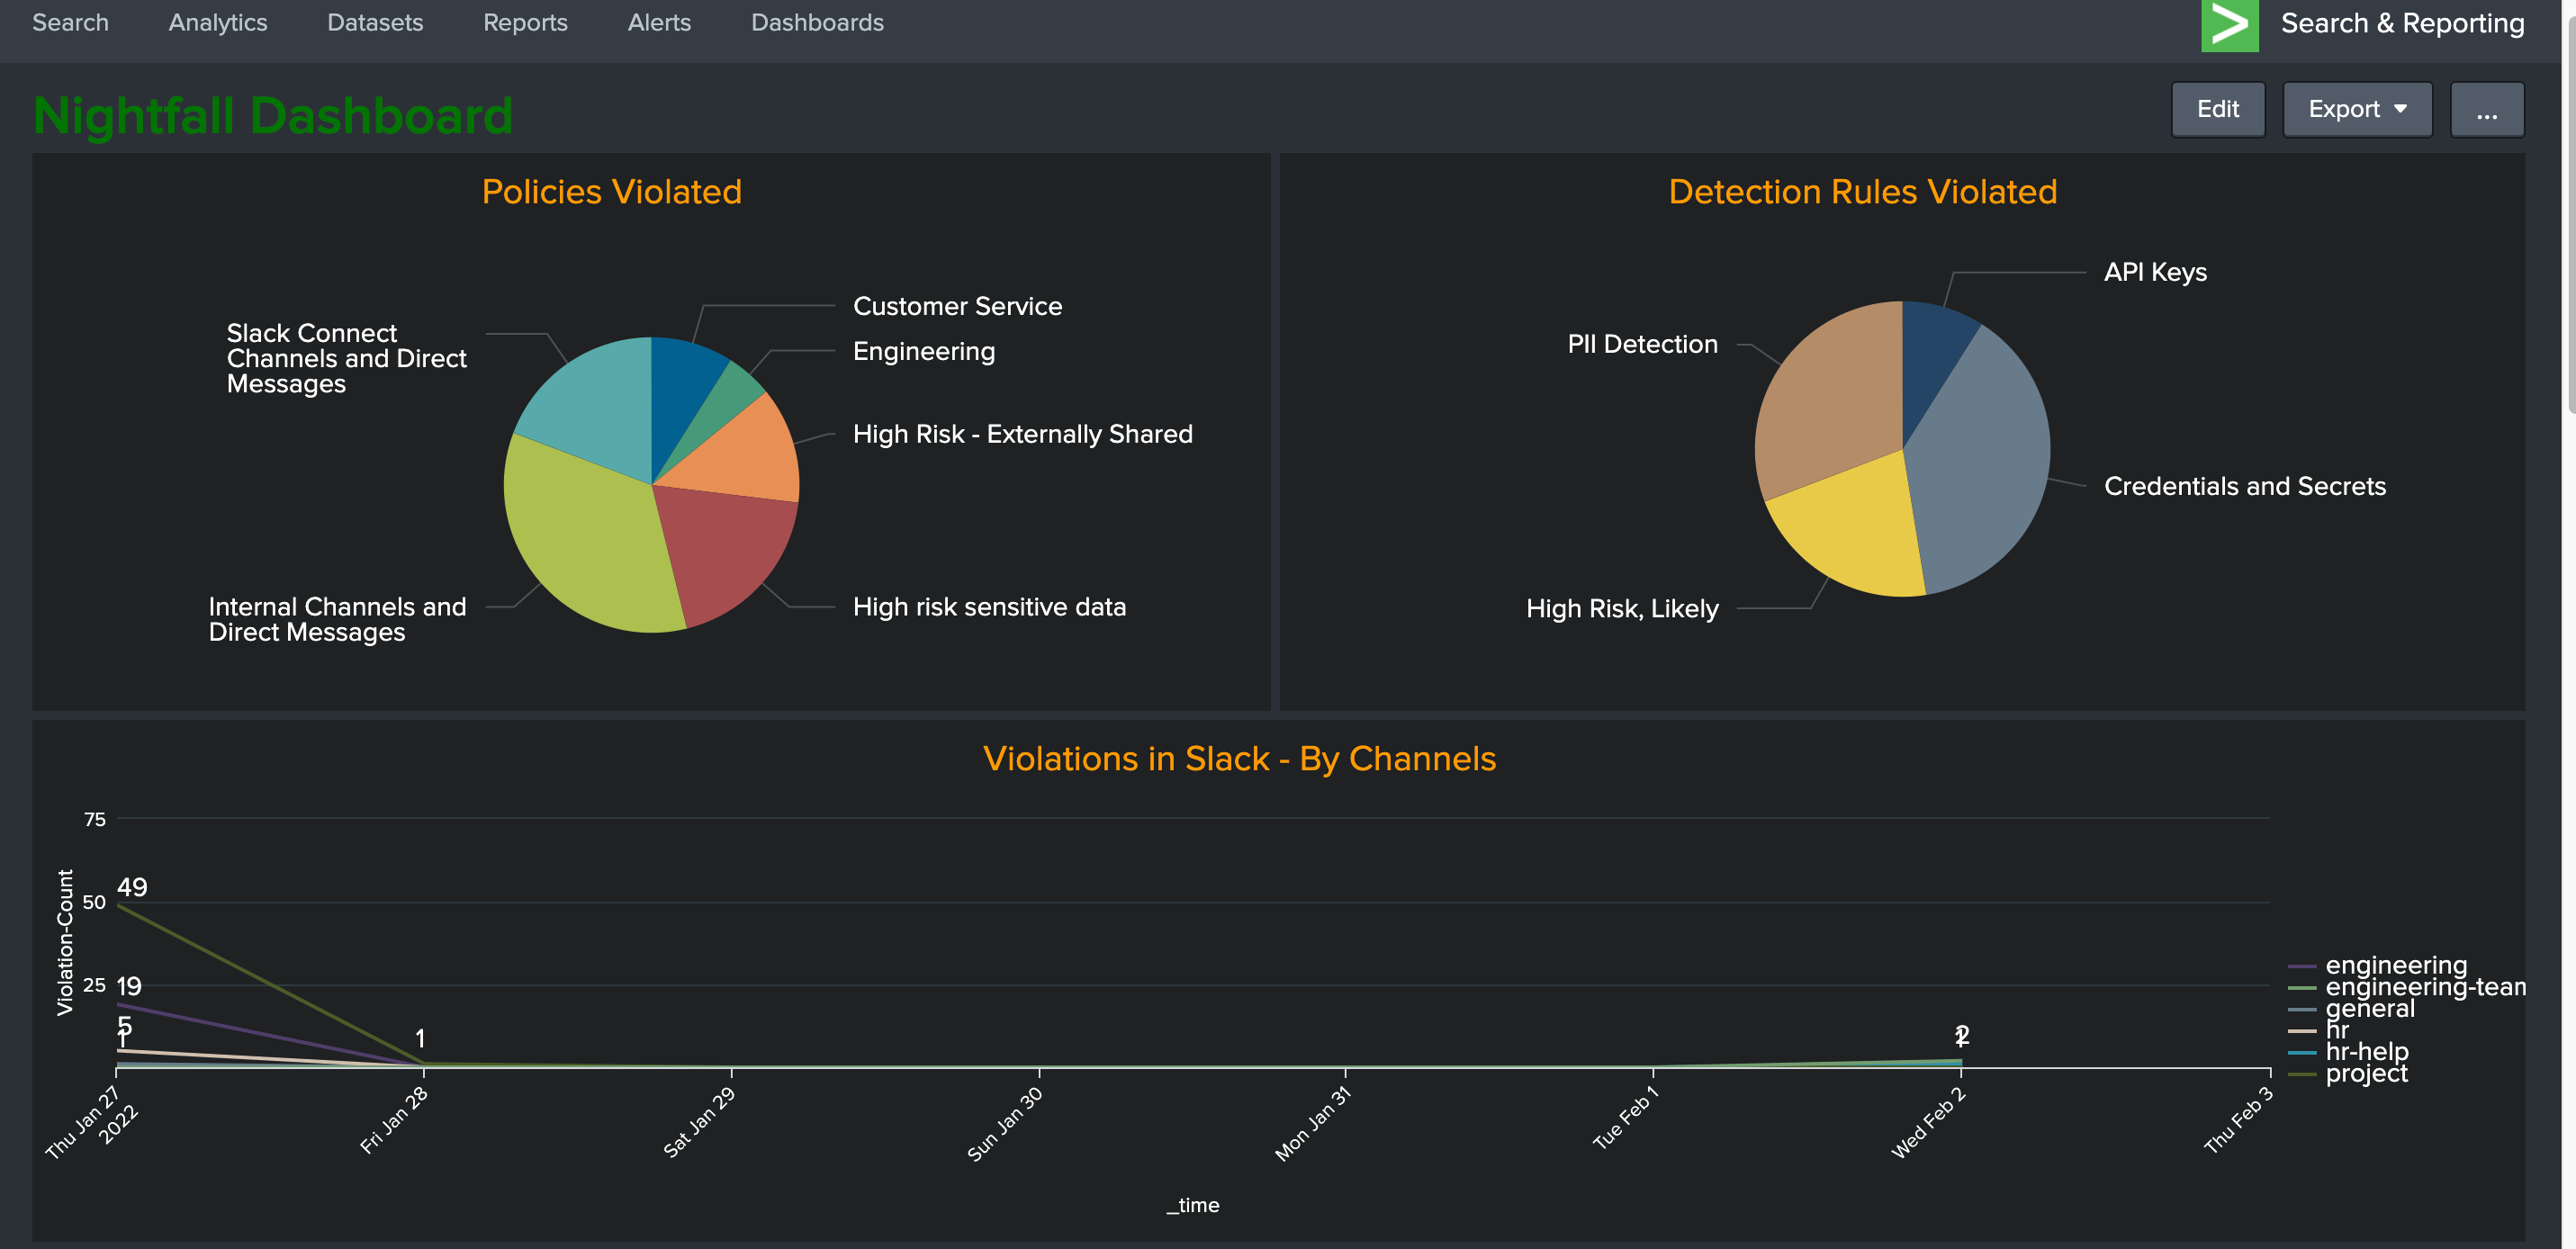 Search Analytics Datasets Reports Alerts Dashboards
Search & Reporting
Nightfall Dashboard
Edit Export ...
Policies Violated
Customer Service
Engineering
High Risk - Externally Shared
High risk sensitive data
Internal Channels and
Direct Messages
Slack Connect
Channels and Direct
Messages
Detection Rules Violated
API Keys
Credentials and Secrets
High Risk, Likely
PII Detection
Violations in Slack - By Channels
Violation-Count
75
50
25
49
19
5
1
1
2
Thu Jan 27
2022
Fri Jan 28
Sat Jan 29
Sun Jan 30
Mon Jan 31
Tue Feb 1
Wed Feb 2
Thu Feb 3
_time
engineering
engineering-team
general
hr
hr-help
project